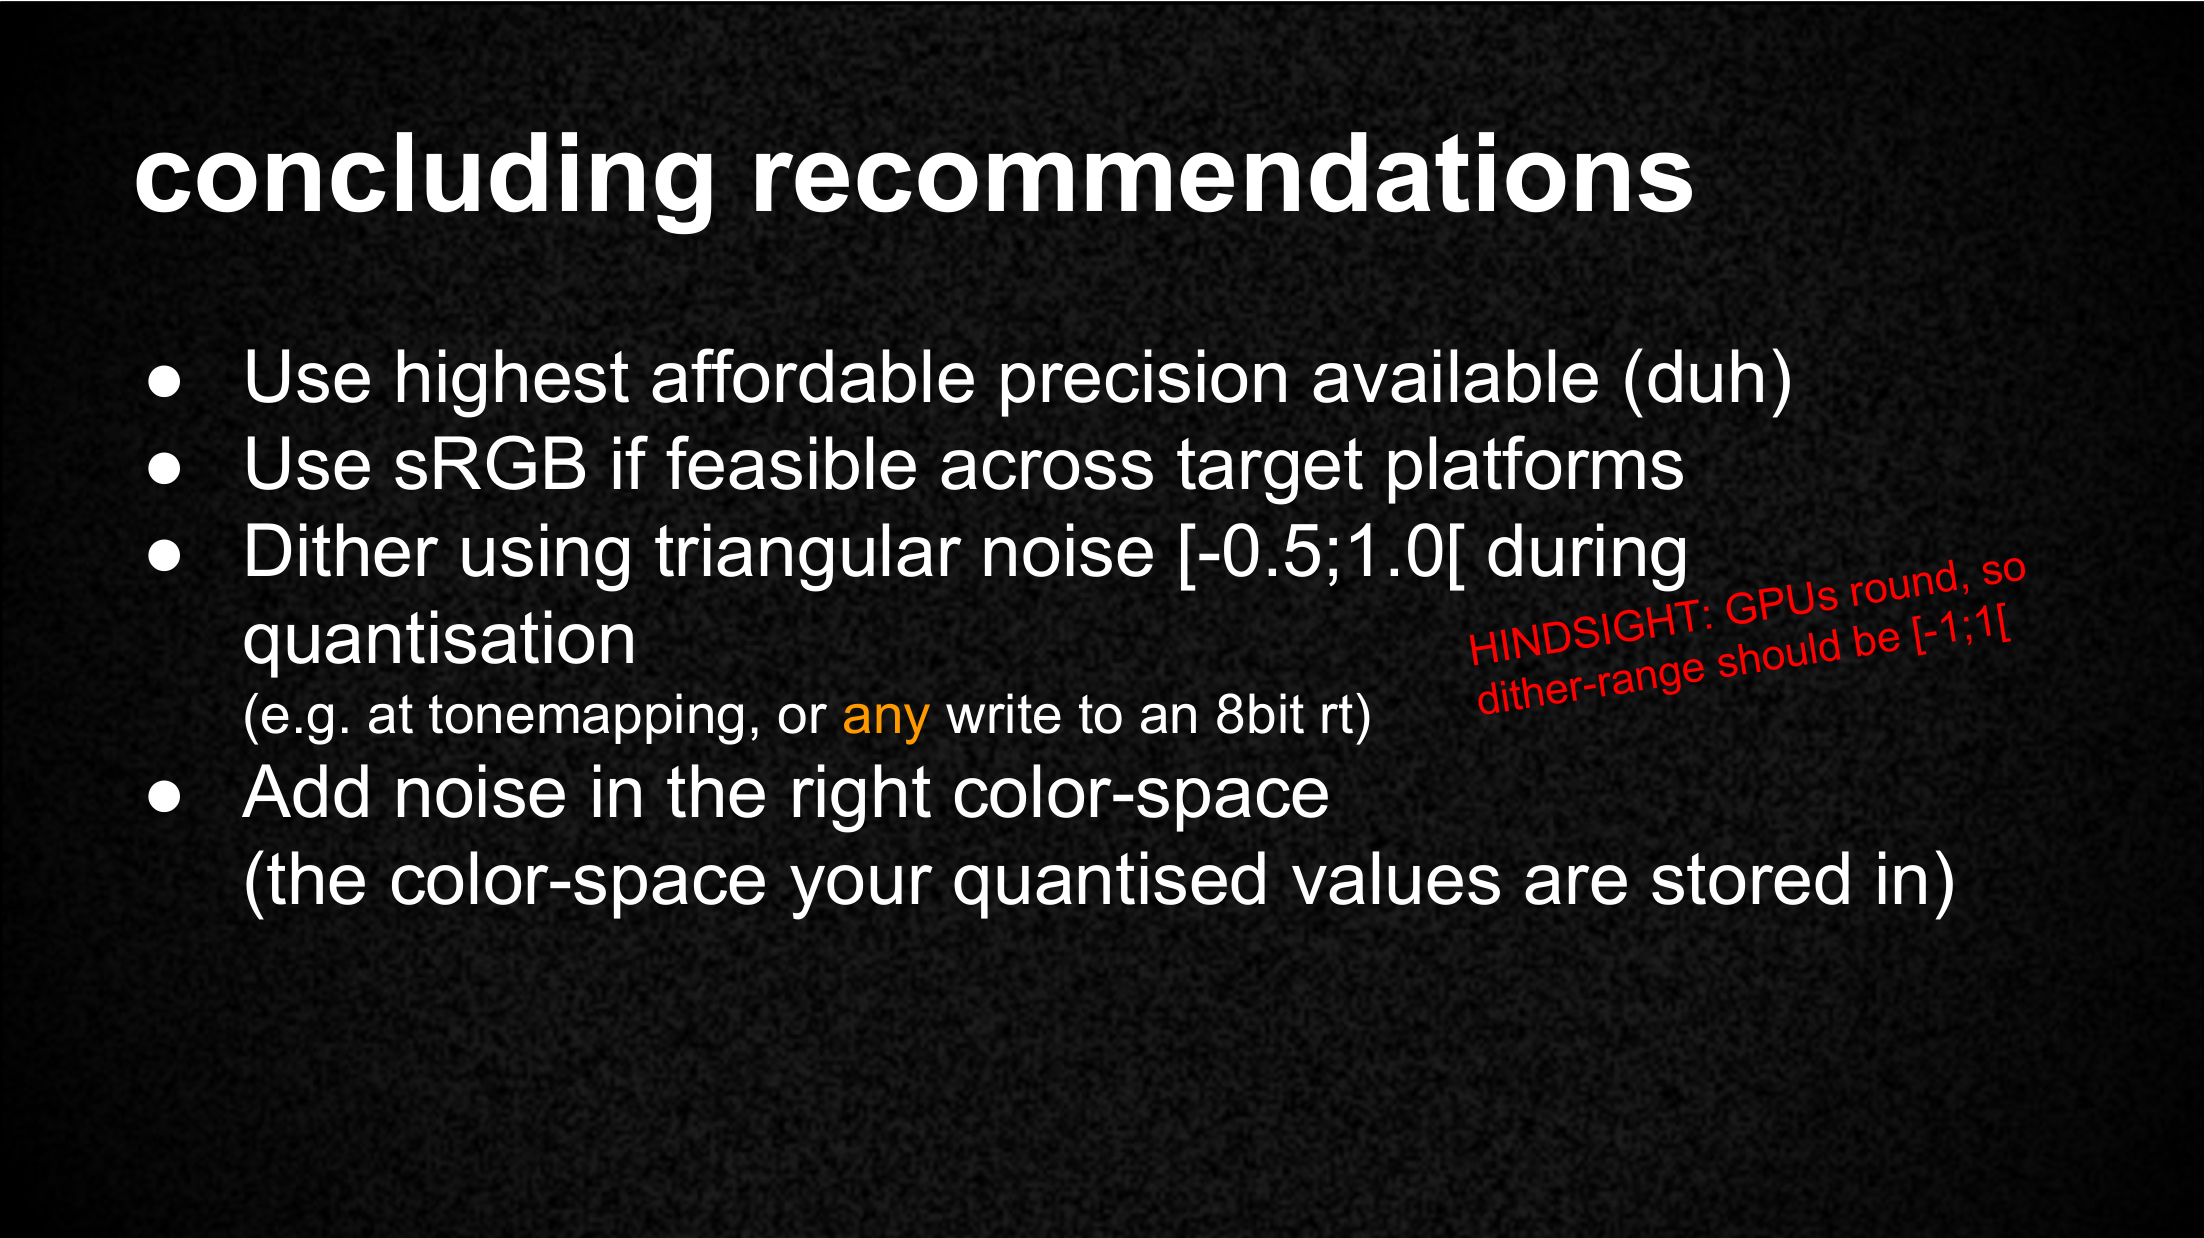 concluding recommendations
● Use highest affordable precision available (duh)
● Use sRGB if feasible across target platforms
● Dither using triangular noise [-0.5;1.0[ during
quantisation
(e.g. at tonemapping, or any write to an 8bit rt)
HINDSIGHT: GPUs round, so
dither-range should be [-1;1[
● Add noise in the right color-space
(the color-space your quantised values are stored in)